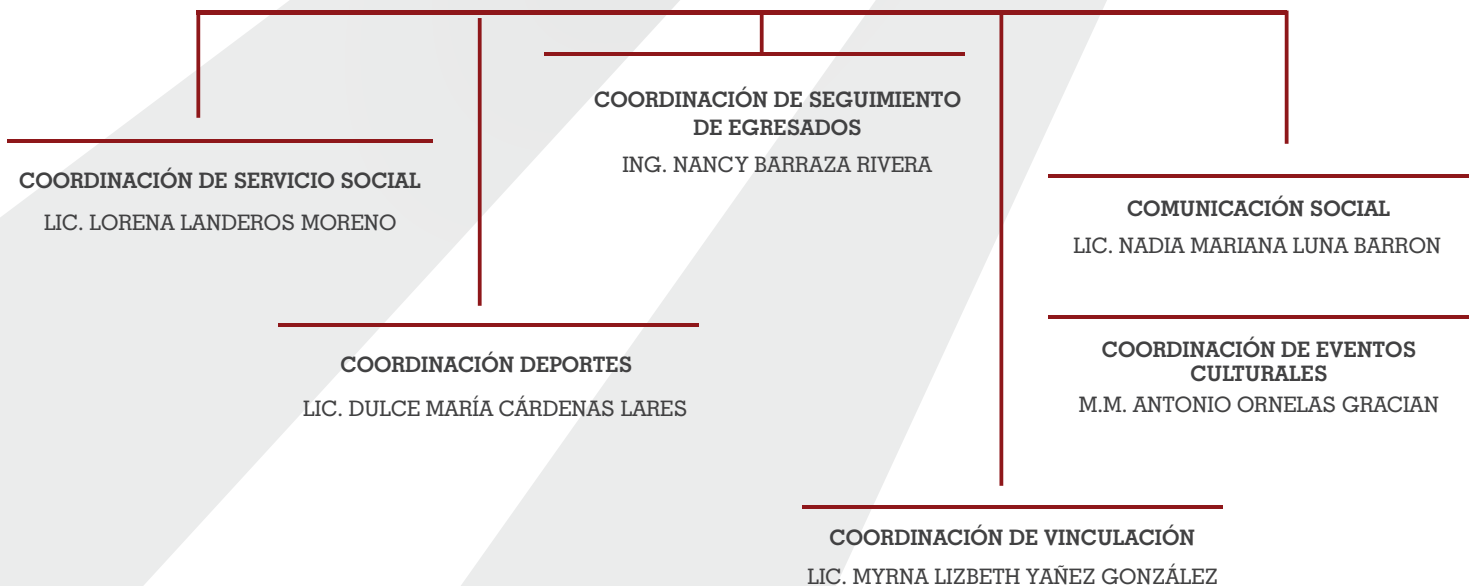 COORDINACIÓN DE SEGUIMIENTO
DE EGRESADOS
ING. NANCY BARRAZA RIVERA
COORDINACIÓN DE SERVICIO SOCIAL
LIC. LORENA LANDEROS MORENO
COMUNICACIÓN SOCIAL
LIC. NADIA MARIANA LUNA BARRON
COORDINACIÓN DEPORTES
LIC. DULCE MARÍA CÁRDENAS LARES
COORDINACIÓN DE EVENTOS
CULTURALES
M.M. ANTONIO ORNELAS GRACIAN
COORDINACIÓN DE VINCULACIÓN
LIC. MYRNA LIZBETH YAÑEZ GONZÁLEZ